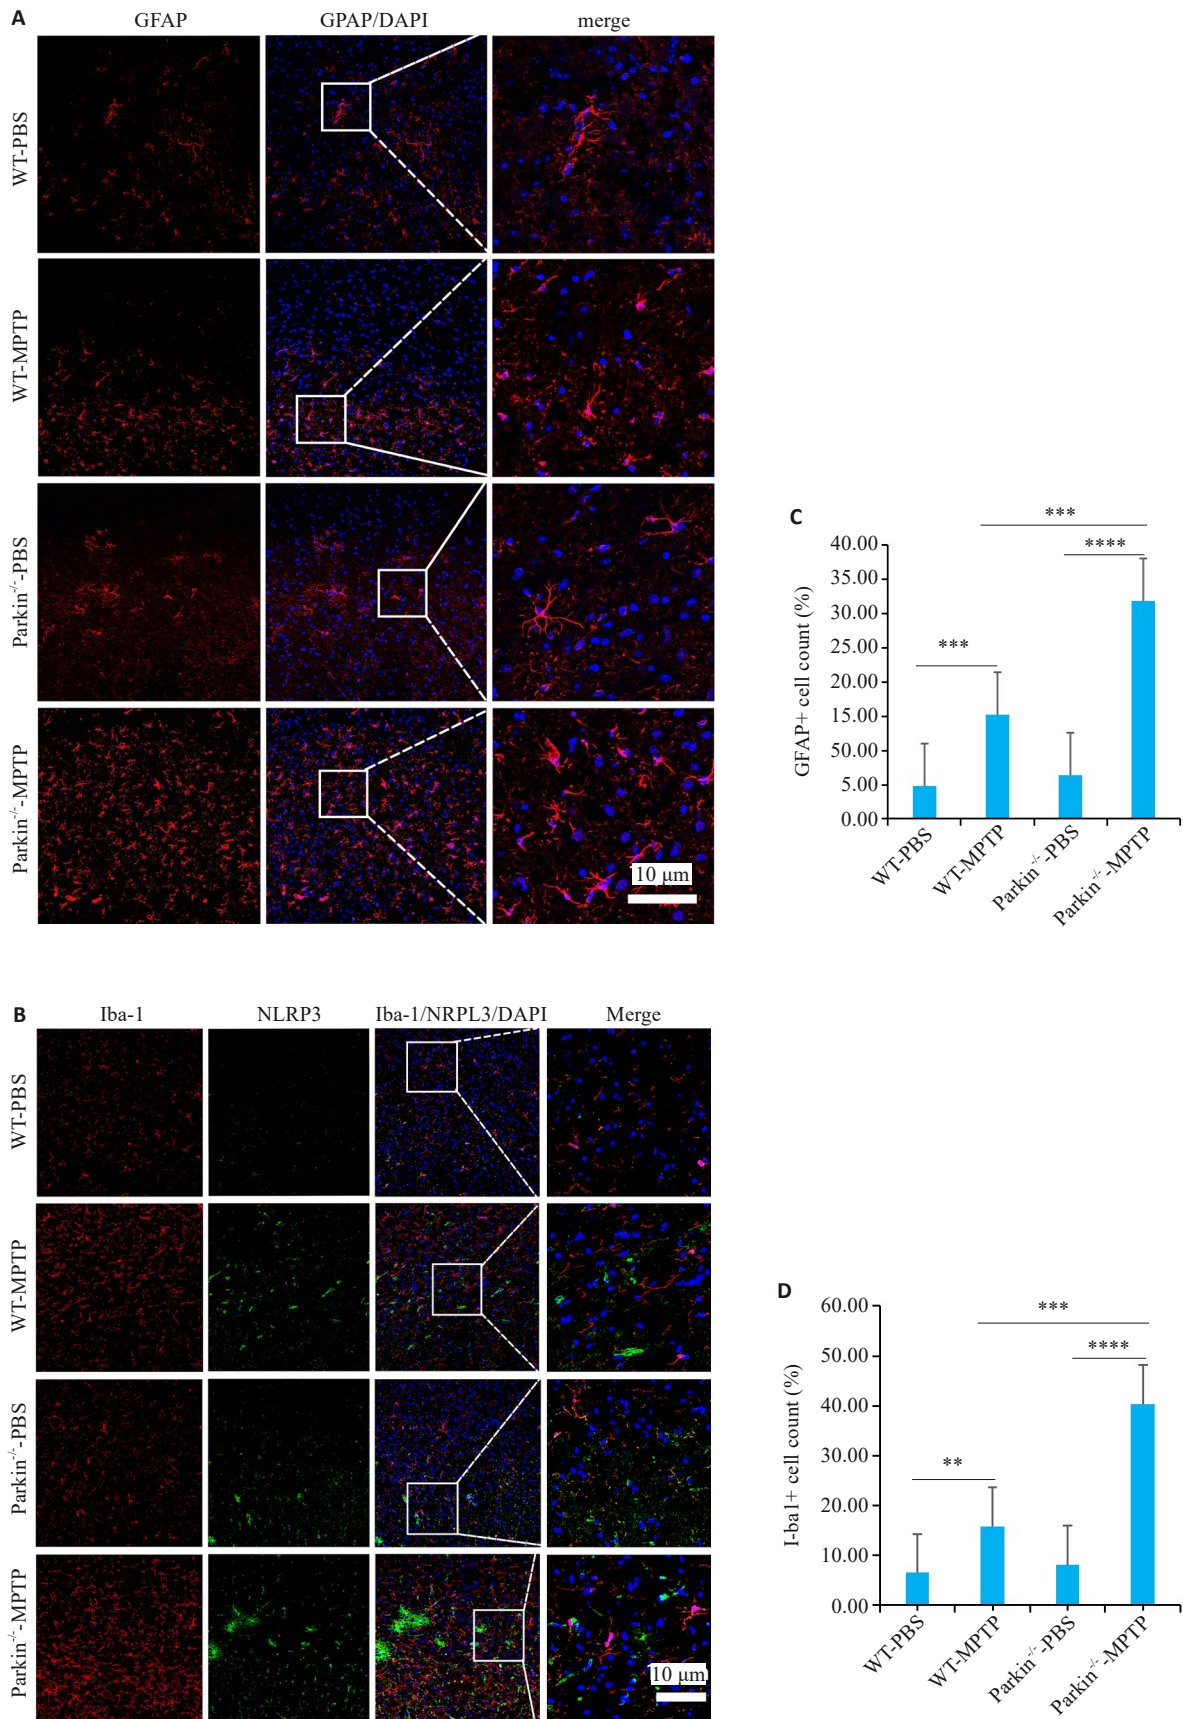 A
GFAP GPAP/DAPI merge
WT-PBS
WT-MPTP
Parkin-/--PBS
Parkin-/--MPTP
10 μm
C
***
****
***
GFAP+ cell count (%)
40.00
35.00
30.00
25.00
20.00
15.00
50.00
5.00
0.00
WT-PBS
WT-MPTP
Parkin-/--PBS
Parkin-/--MPTP
B
Iba-1 NLRP3 Iba-1/NRPL3/DAPI Merge
WT-PBS
WT-MPTP
Parkin-/--PBS
Parkin-/--MPTP
10 μm
D
***
****
**
I-ba1+ cell count (%)
60.00
50.00
40.00
30.00
20.00
10.00
0.00
WT-PBS
WT-MPTP
Parkin-/--PBS
Parkin-/--MPTP